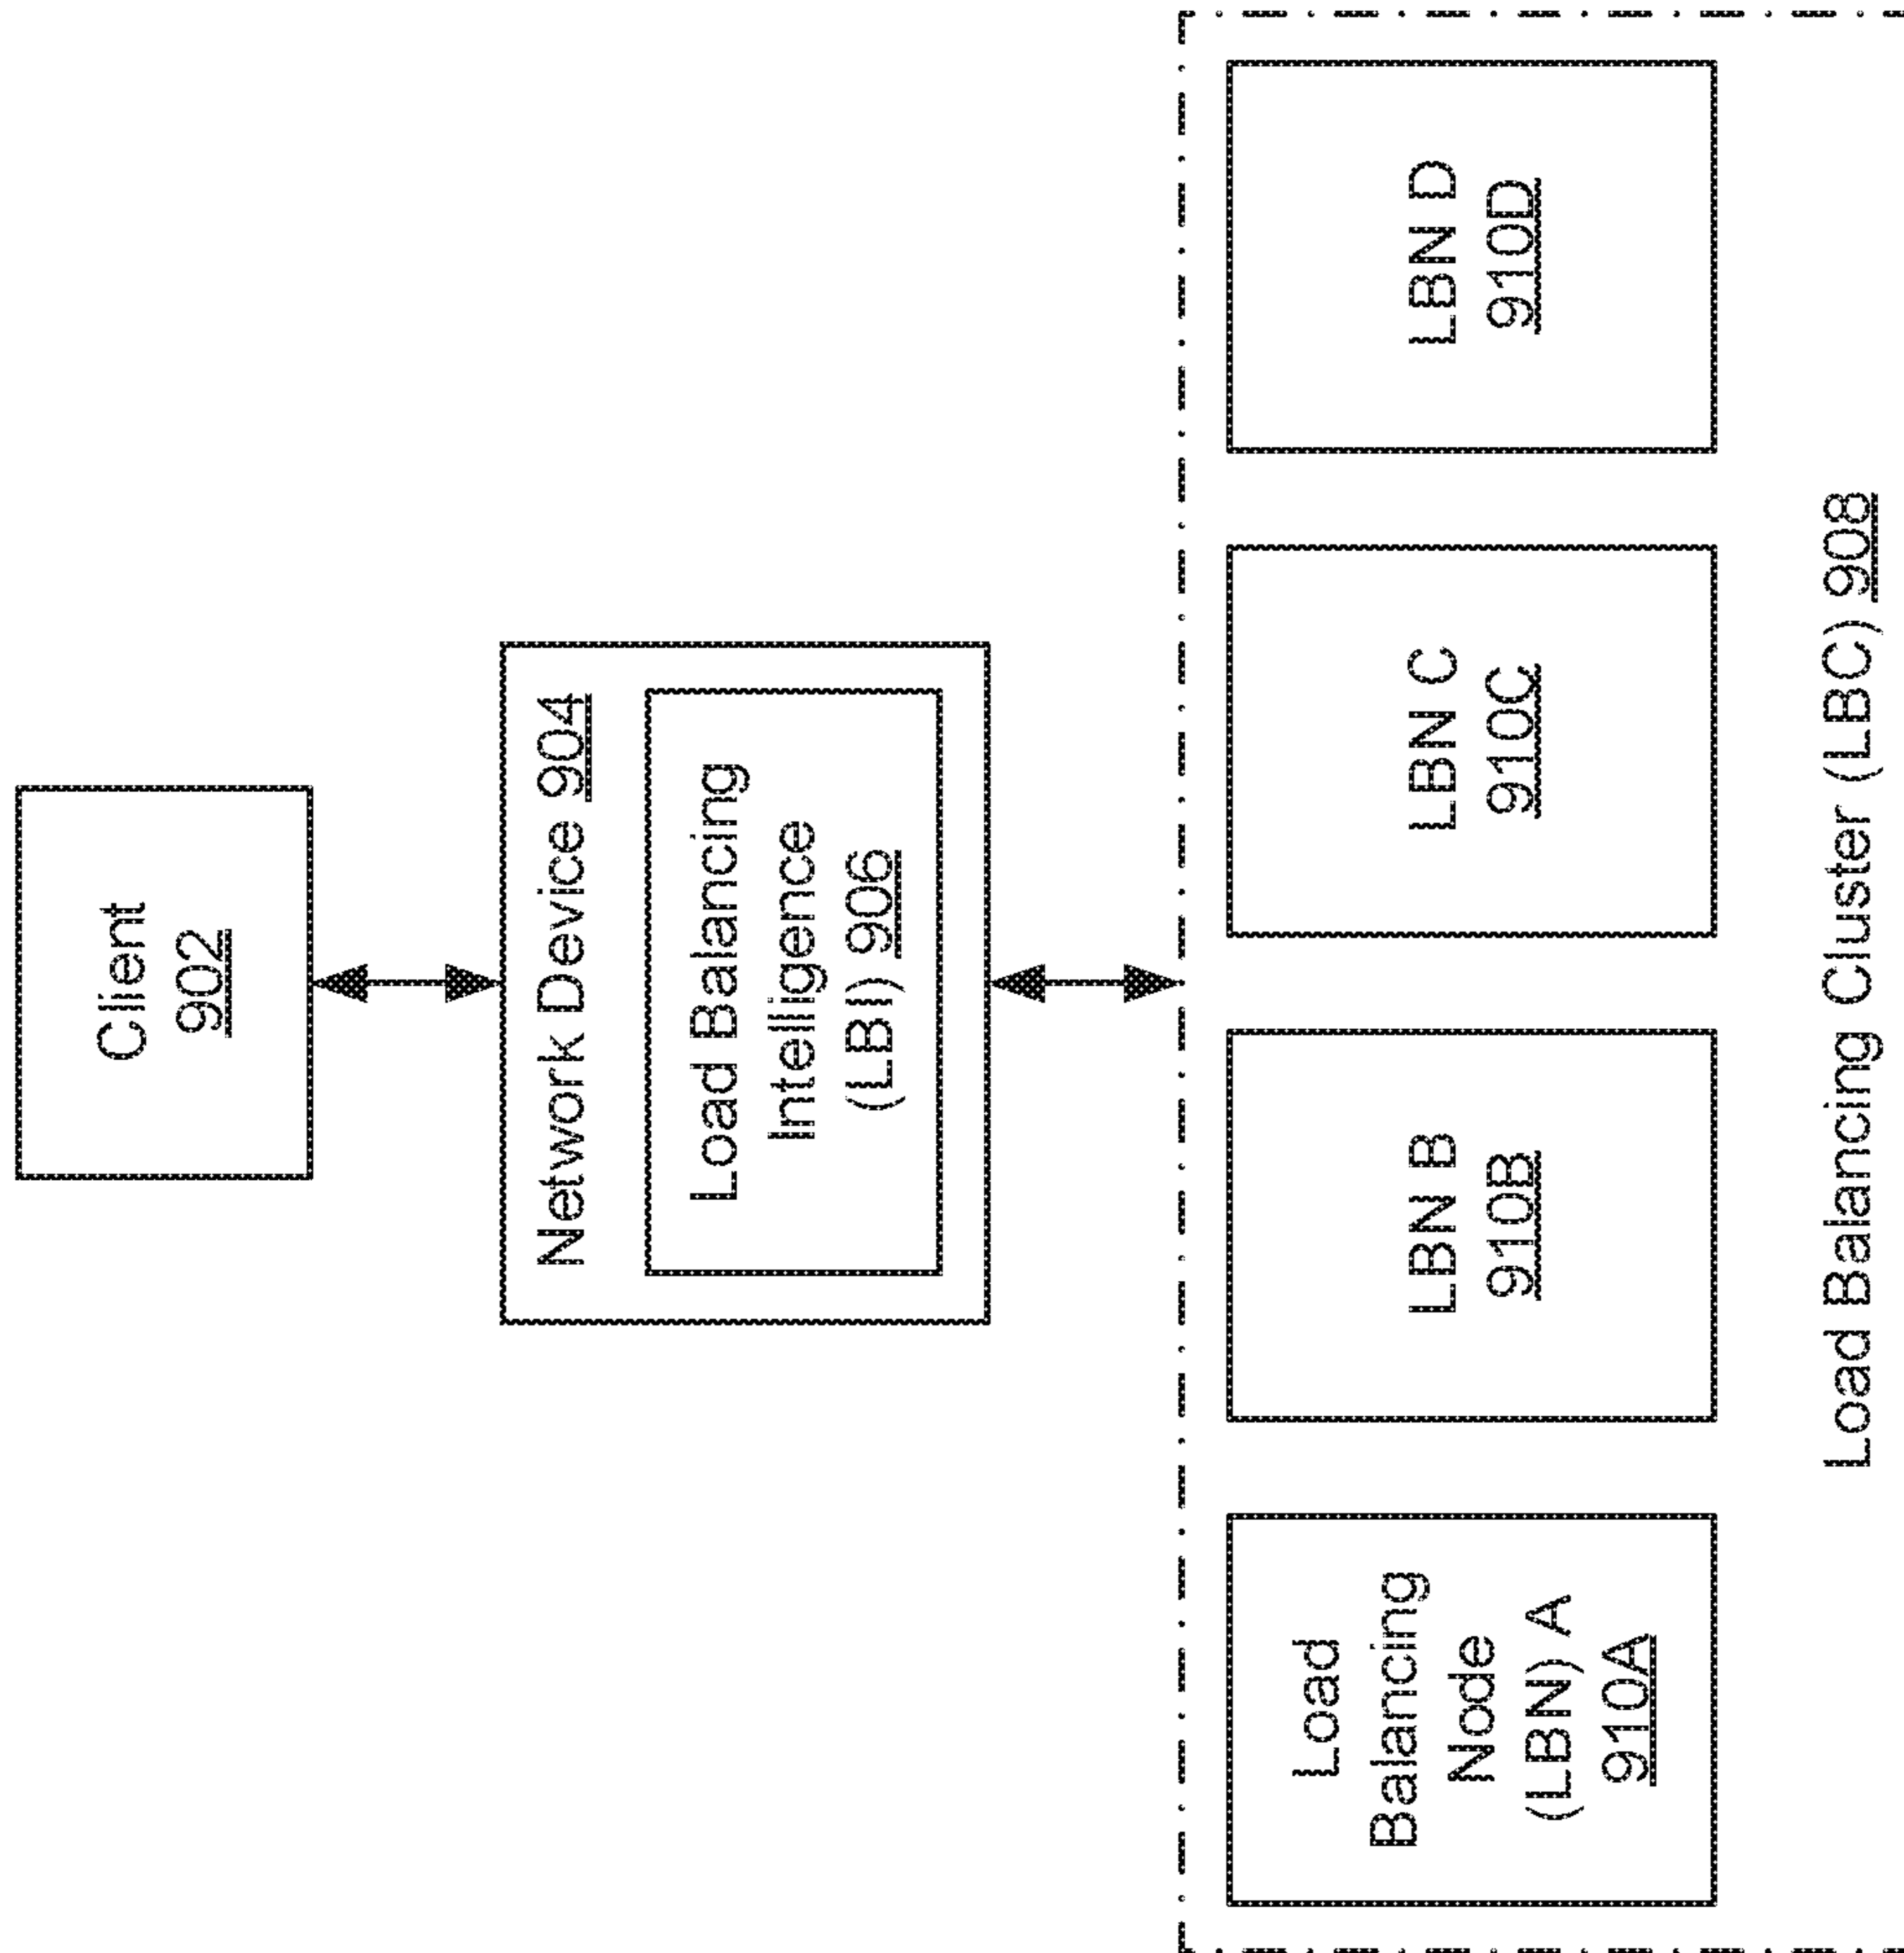 Client
902
Network Device 904
Load Balancing
Intelligence
(LBI) 906
Load
Balancing
Node
(LBN) A
910A
LBN B
910B
LBN C
910C
LBN D
910D
Load Balancing Cluster (LBC) 908